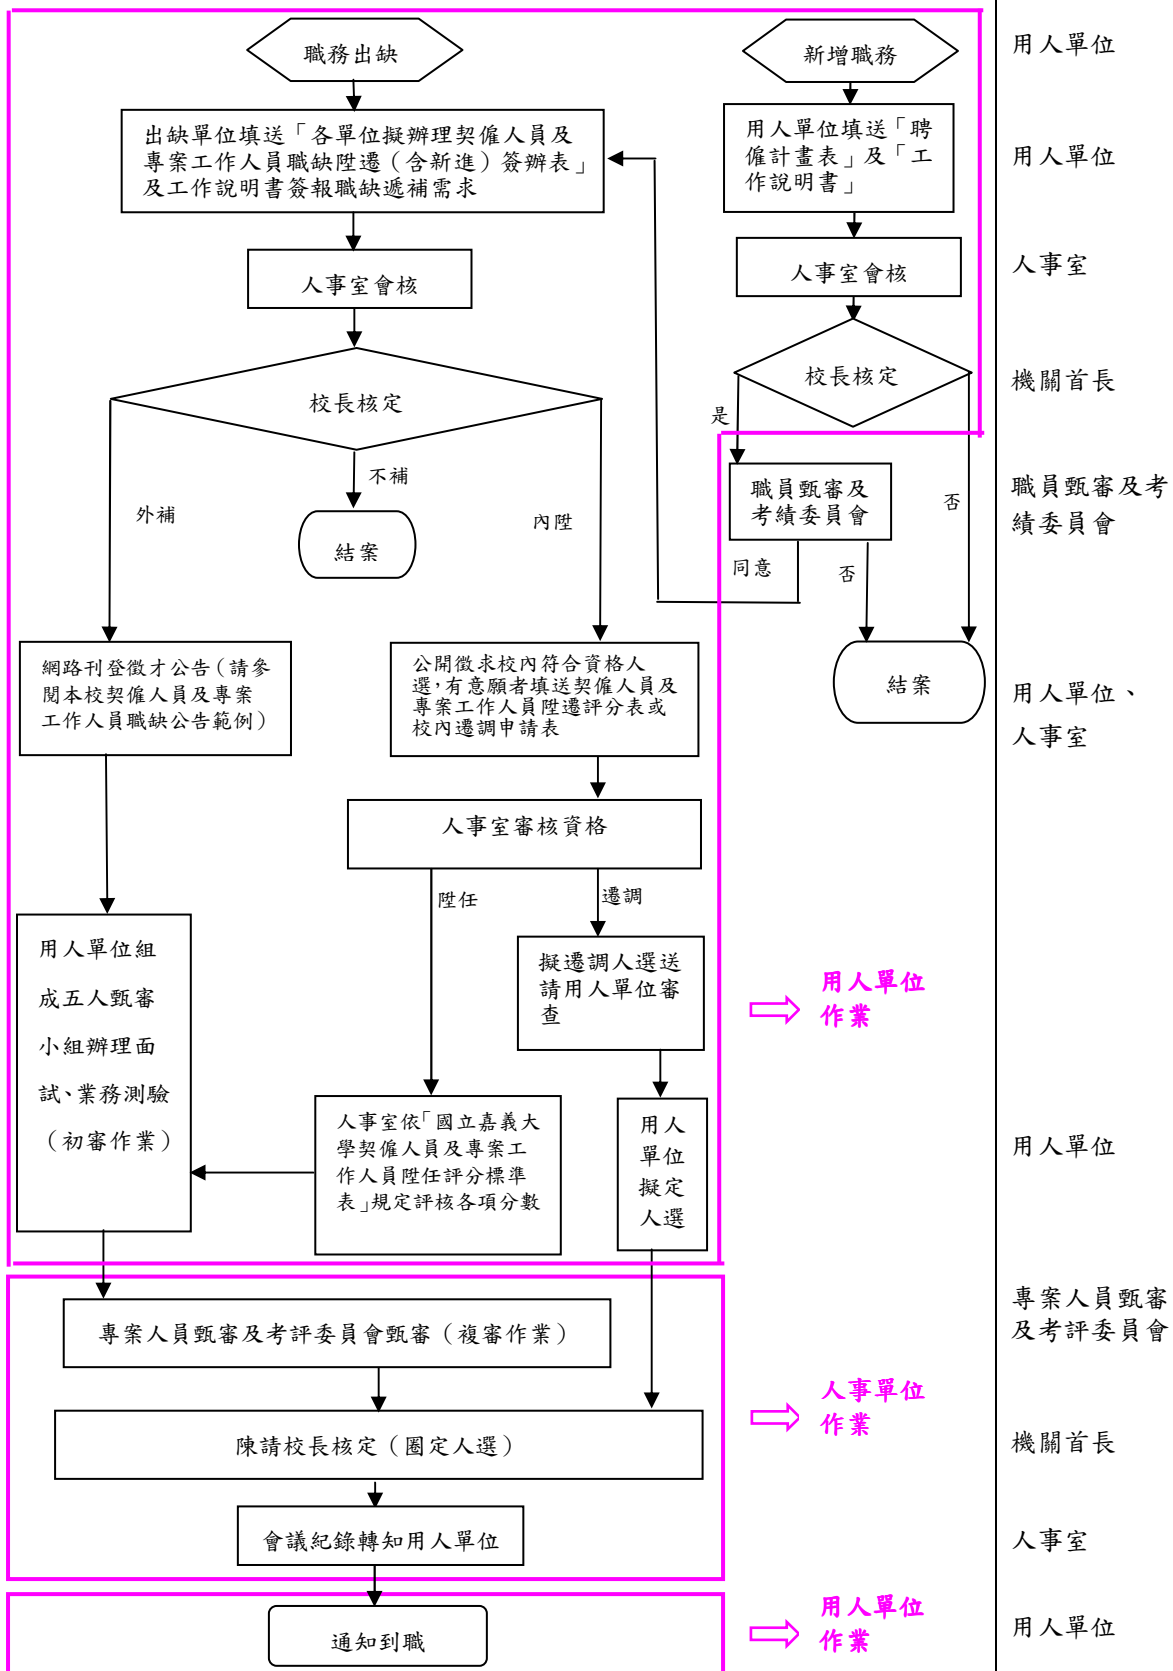 職務出缺
新增職務
用人單位
出缺單位填送「各單位擬辦理契僱人員及
專案工作人員職缺陞遷（含新進）簽辦表」
及工作說明書簽報職缺遞補需求
用人單位填送「聘
僱計畫表」及「工
作說明書」
用人單位
人事室會核
人事室會核
人事室
校長核定
校長核定
機關首長
是
不補
外補
內陞
結案
職員甄審及
考績委員會
否
職員甄審及考
績委員會
同意
否
網路刊登徵才公告（請參
閱本校契僱人員及專案
工作人員職缺公告範例）
公開徵求校內符合資格人
選，有意願者填送契僱人員及
專案工作人員陞遷評分表或
校內遷調申請表
結案
用人單位、
人事室
人事室審核資格
陞任
遷調
用人單位組
成五人甄審
小組辦理面
試、業務測驗
（初審作業）
擬遷調人選送
請用人單位審
查
用人單位
作業
人事室依「國立嘉義大
學契僱人員及專案工
作人員陞任評分標準
表」規定評核各項分數
用人
單位
擬定
人選
用人單位
專案人員甄審及考評委員會甄審（複審作業）
專案人員甄審
及考評委員會
人事單位
作業
陳請校長核定（圈定人選）
機關首長
會議紀錄轉知用人單位
人事室
通知到職
用人單位
作業
用人單位